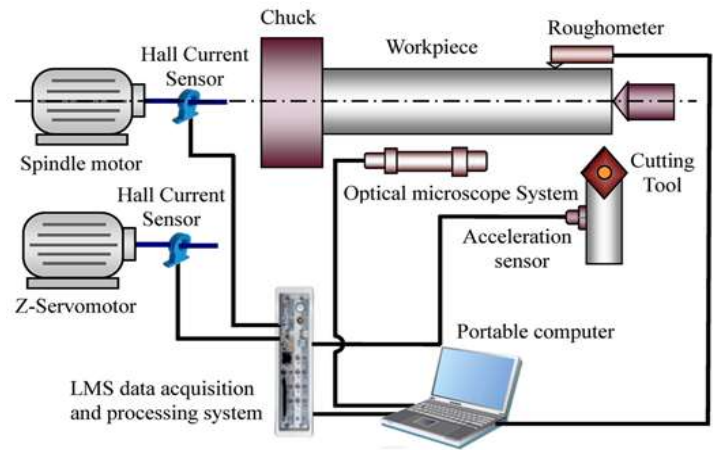 Chuck
Roughometer
Hall Current
Sensor
Workpiece
Spindle motor
Optical microscope System
Cutting
Tool
Hall Current
Sensor
Acceleration
sensor
Z-Servomotor
Portable computer
LMS data acquisition
and processing system